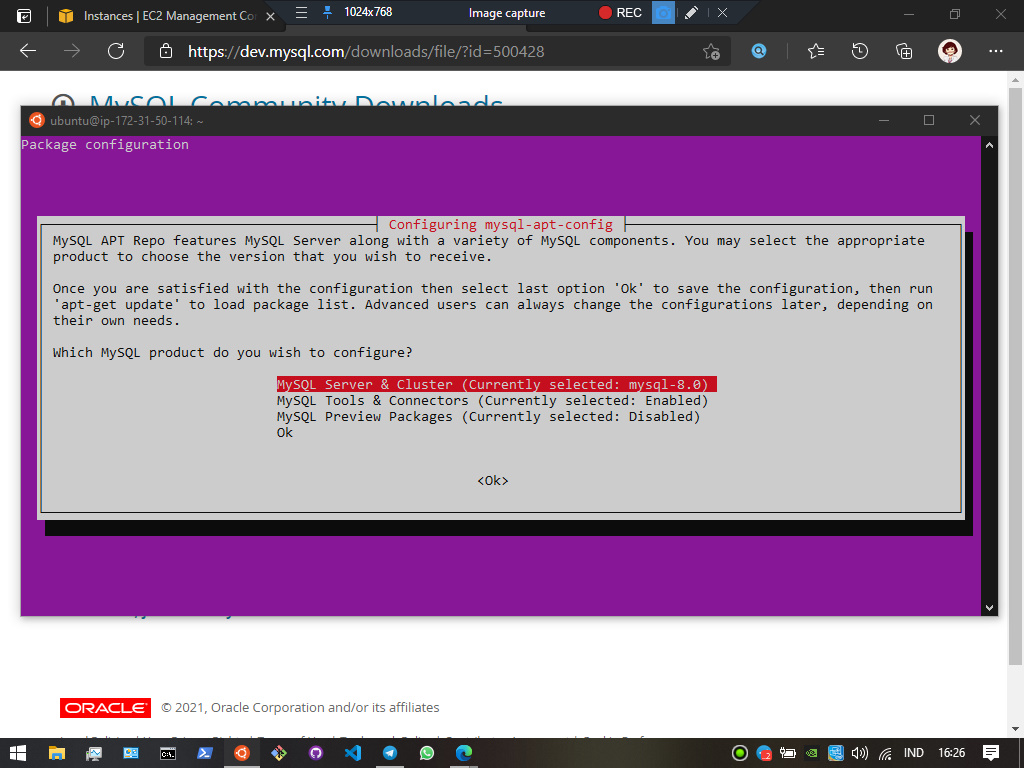 Instances | EC2 Management Co
1024x768
Image capture
REC
https://dev.mysql.com/downloads/file/?id=500428
MySQL Community Downloads
ubuntu@ip-172-31-50-114: ~
Package configuration
Configuring mysql-apt-config
MySQL APT Repo features MySQL Server along with a variety of MySQL components. You may select the appropriate
product to choose the version that you wish to receive.
Once you are satisfied with the configuration then select last option 'Ok' to save the configuration, then run
'apt-get update' to load package list. Advanced users can always change the configurations later, depending on
their own needs.
Which MySQL product do you wish to configure?
MySQL Server & Cluster (Currently selected: mysql-8.0)
MySQL Tools & Connectors (Currently selected: Enabled)
MySQL Preview Packages (Currently selected: Disabled)
Ok
<Ok>
ORACLE
© 2021, Oracle Corporation and/or its affiliates
IND
16:26